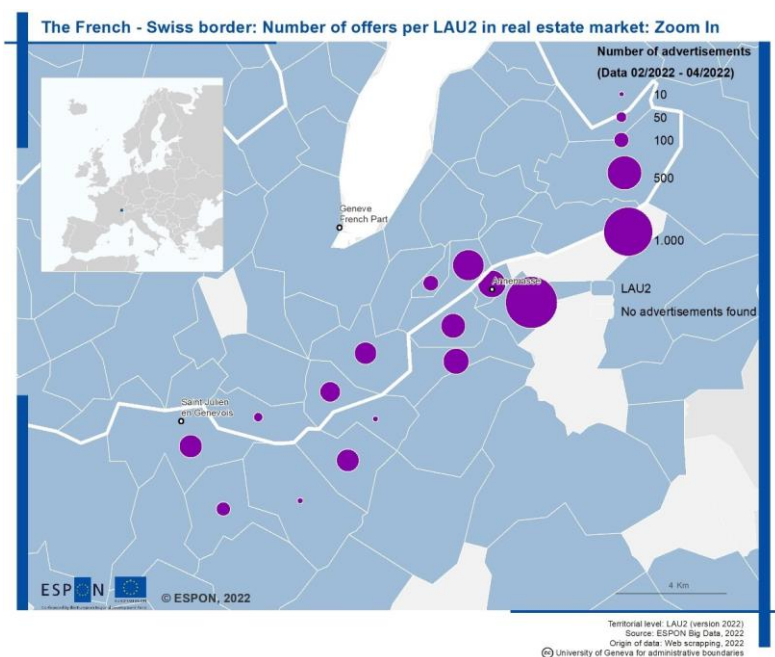 The French - Swiss border: Number of offers per LAU2 in real estate market: Zoom In
Number of advertisements
(Data 02/2022 - 04/2022)
10
50
100
500
1.000
LAU2
No advertisements found
Geneve
French Part
Annemasse
Saint Julien
en Genevois
ESPON
© ESPON, 2022
4 Km
Territorial level: LAU2 (version 2022)
Source: ESPON Big Data, 2022
Origin of data: Web scrapping, 2022
University of Geneva for administrative boundaries